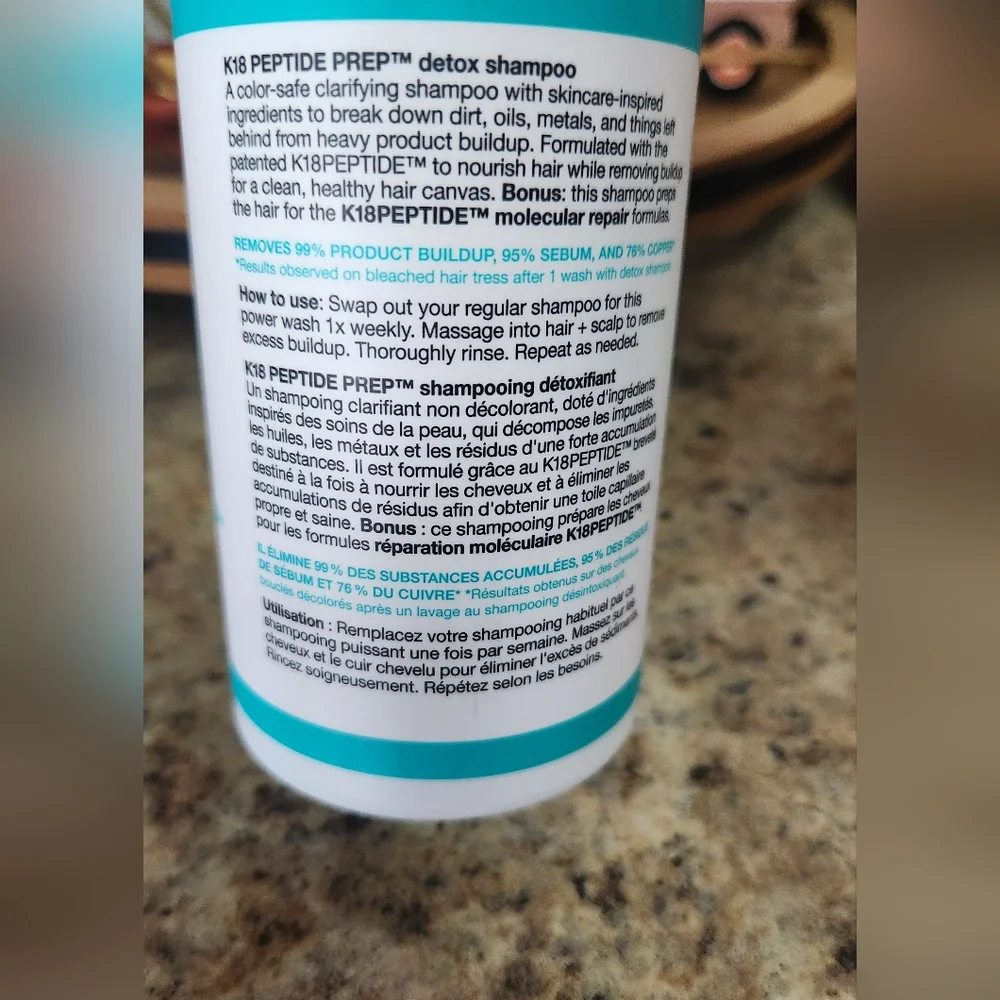 K18 PEPTIDE PREP™ detox shampoo
A color-safe clarifying shampoo with skincare-inspired
ingredients to break down dirt, oils, metals, and things left
behind from heavy product buildup. Formulated with the
patented K18PEPTIDE™ to nourish hair while removing buildup
for a clean, healthy hair canvas. Bonus: this shampoo preps
the hair for the K18PEPTIDE™ molecular repair formulas.
REMOVES 99% PRODUCT BUILDUP, 95% SEBUM, AND 76% COPPER*
*Results observed on bleached hair tress after 1 wash with detox shampoo
How to use: Swap out your regular shampoo for this
power wash 1x weekly. Massage into hair + scalp to remove
excess buildup. Thoroughly rinse. Repeat as needed.
K18 PEPTIDE PREP™ shampooing détoxifiant
Un shampoing clarifiant non décolorant, doté d'ingrédients
inspirés des soins de la peau, qui décompose les impuretés,
les huiles, les métaux et les résidus d'une forte accumulation
de substances. Il est formulé grâce au K18PEPTIDE™ breveté
destiné à la fois à nourrir les cheveux et à éliminer les
accumulations de résidus afin d'obtenir une toile capillaire
propre et saine. Bonus : ce shampooing prépare les cheveux
pour les formules réparation moléculaire K18PEPTIDE™.
IL ÉLIMINE 99 % DES SUBSTANCES ACCUMULÉES, 95 % DES RÉSIDUS
DE SÉBUM ET 76 % DU CUIVRE* *Résultats obtenus sur des cheveux
bouclés décolorés après un lavage au shampooing désintoxiquant.
Utilisation : Remplacez votre shampooing habituel par ce
shampooing puissant une fois par semaine. Massez sur les
cheveux et le cuir chevelu pour éliminer l'excès de sédiments.
Rincez soigneusement. Répétez selon les besoins.